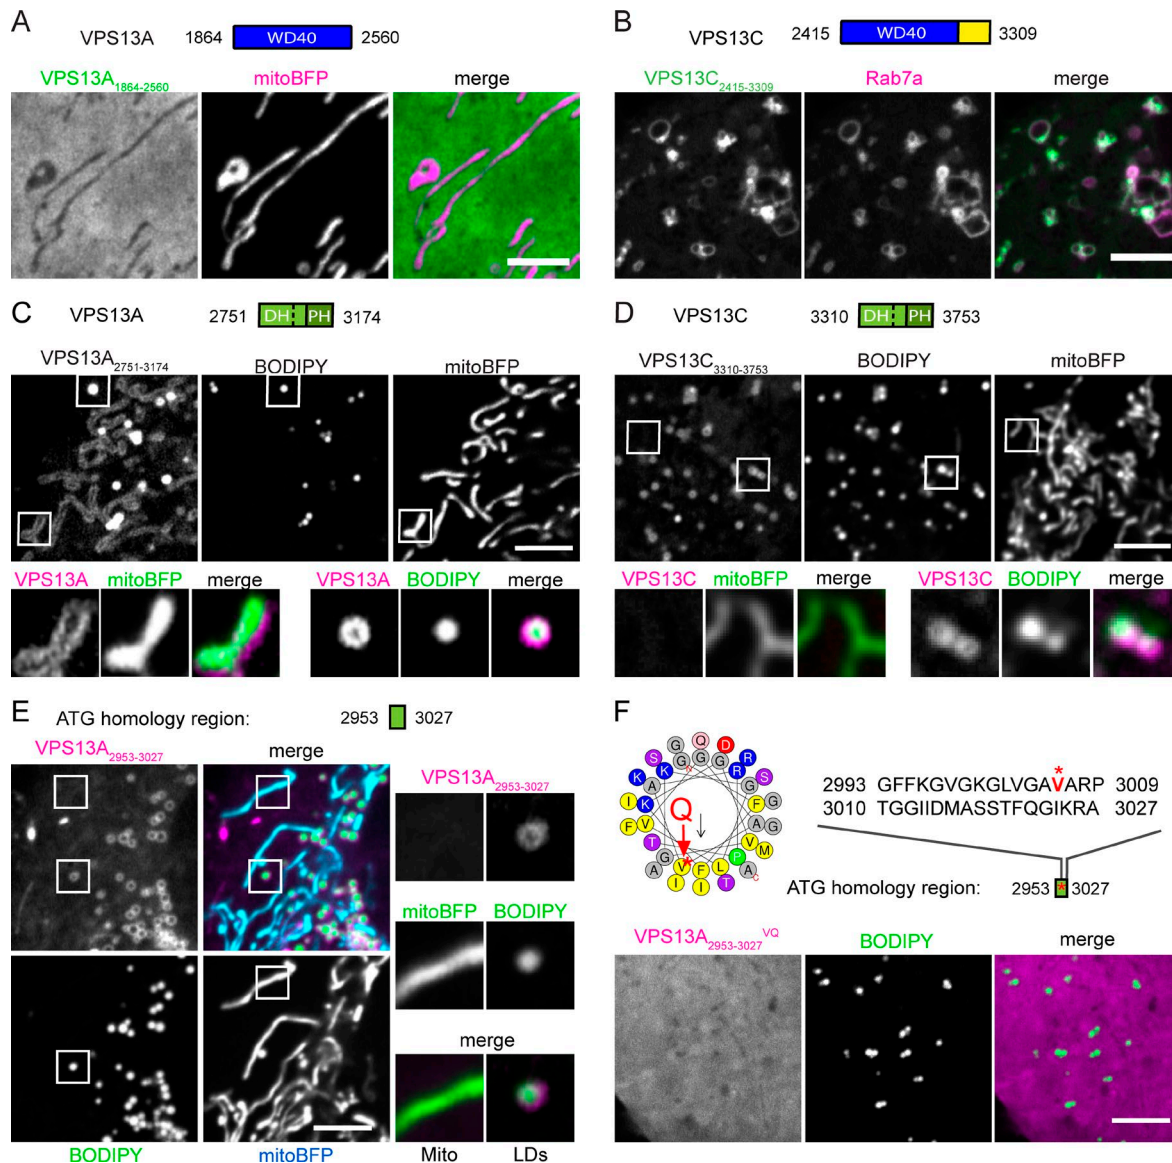 A
VPS13A 1864 WD40 2560
VPS13A1864-2560 mitoBFP merge
B
VPS13C 2415 WD40 3309
VPS13C2415-3309 Rab7a merge
C
VPS13A 2751 DH PH 3174
VPS13A2751-3174 BODIPY mitoBFP
VPS13A mitoBFP merge VPS13A BODIPY merge
D
VPS13C 3310 DH PH 3753
VPS13C3310-3753 BODIPY mitoBFP
VPS13C mitoBFP merge VPS13C BODIPY merge
E
ATG homology region: 2953 3027
VPS13A2953-3027 merge
VPS13A2953-3027
mitoBFP BODIPY
merge
BODIPY mitoBFP Mito LDs
F
Q
2993 GFFKGVGKGLVGAVARP 3009
3010 TGGIIDMASSTFQGIKRA 3027
ATG homology region: 2953 * 3027
VPS13A2953-3027VQ BODIPY merge